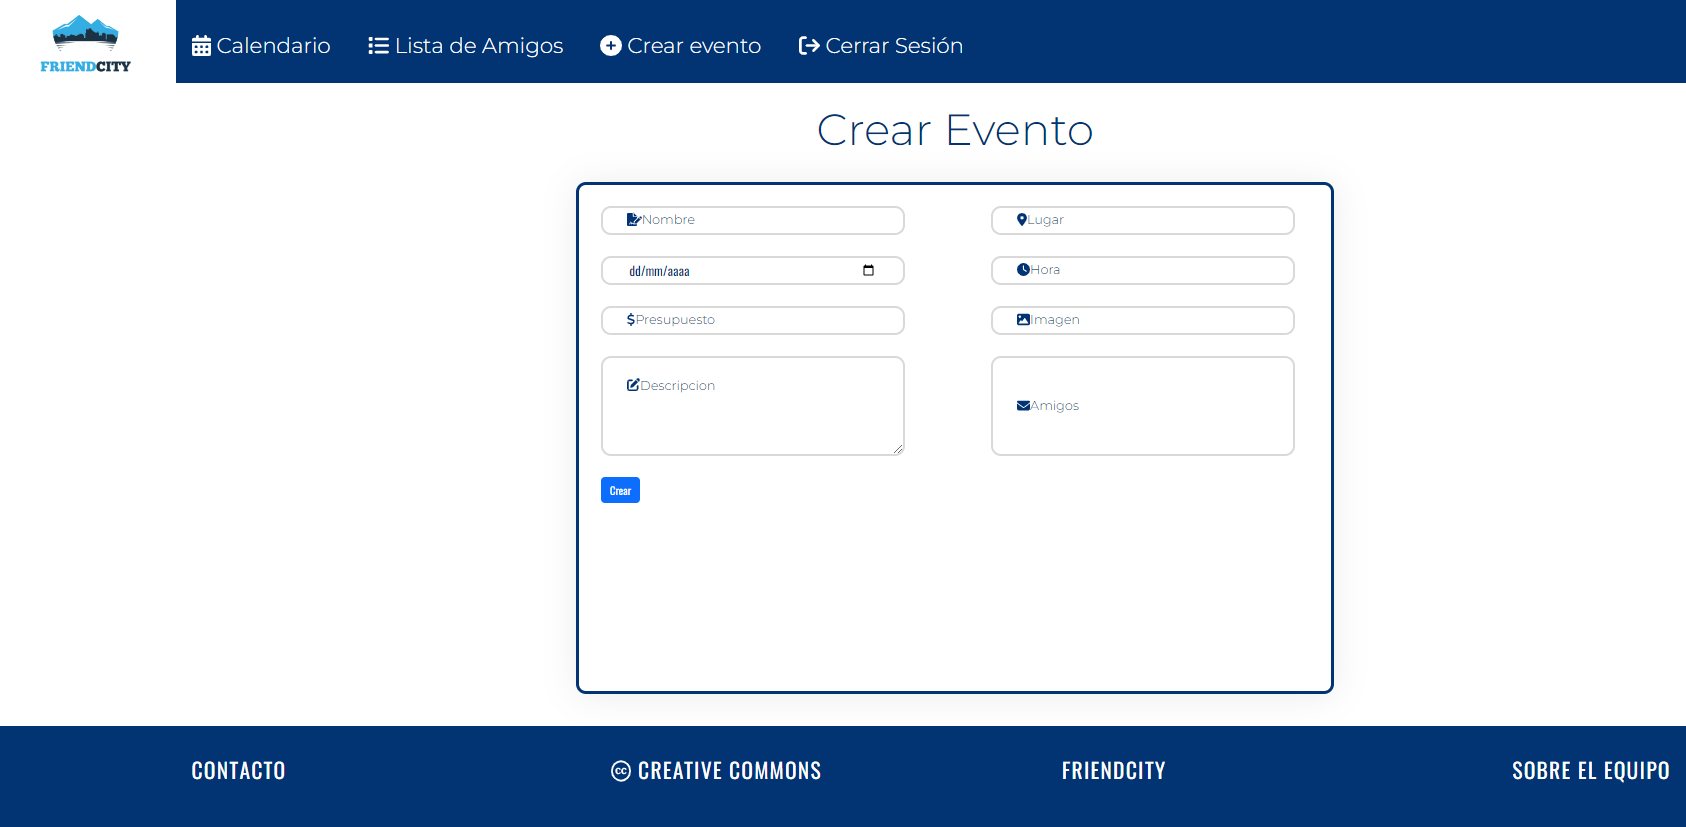 FRIENDCITY
Calendario
Lista de Amigos
Crear evento
Cerrar Sesión
Crear Evento
Nombre
Lugar
dd/mm/aaaa
Hora
Presupuesto
Imagen
Descripcion
Amigos
Crear
CONTACTO
cc CREATIVE COMMONS
FRIENDCITY
SOBRE EL EQUIPO